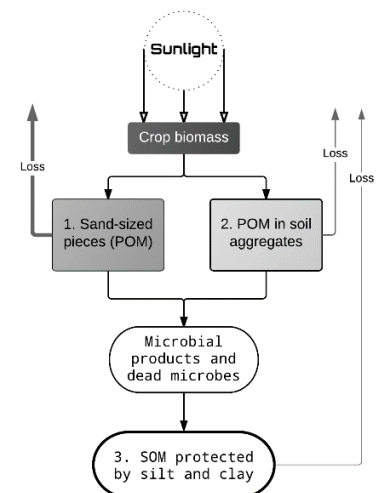 Sunlight
Crop biomass
Loss
Loss
Loss
1. Sand-sized
pieces (POM)
2. POM in soil
aggregates
Microbial
products and
dead microbes
3. SOM protected
by silt and clay